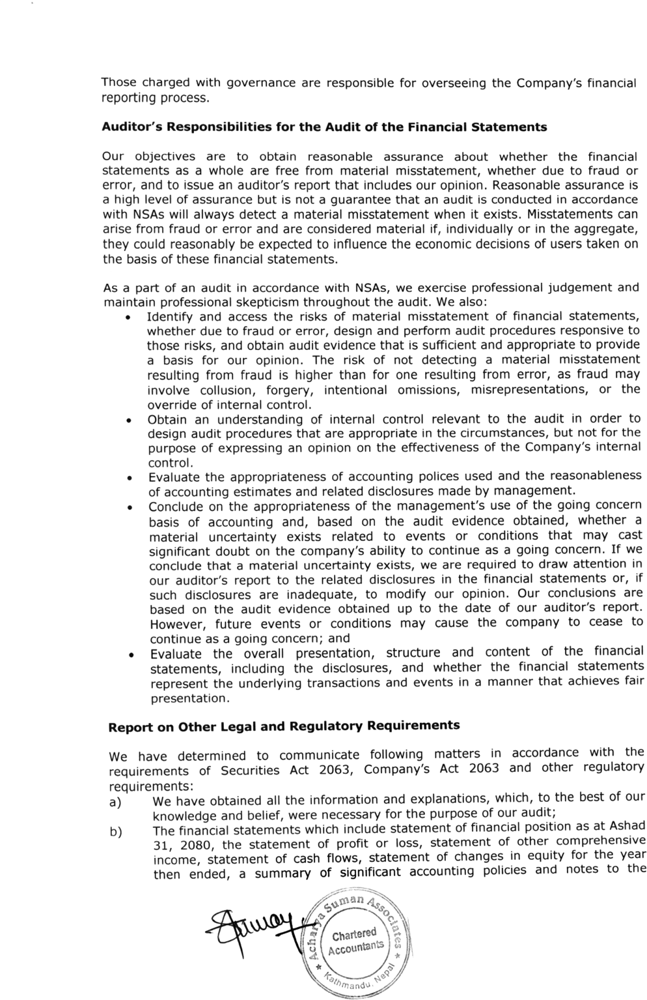 Those charged with governance are responsible for overseeing the Company's financial
reporting process.
Auditor's Responsibilities for the Audit of the Financial Statements
Our objectives are to obtain reasonable assurance about whether the financial
statements as a whole are free from material misstatement, whether due to fraud or
error, and to issue an auditor's report that includes our opinion. Reasonable assurance is
a high level of assurance but is not a guarantee that an audit is conducted in accordance
with NSAs will always detect a material misstatement when it exists. Misstatements can
arise from fraud or error and are considered material if, individually or in the aggregate,
they could reasonably be expected to influence the economic decisions of users taken on
the basis of these financial statements.
As a part of an audit in accordance with NSAs, we exercise professional judgement and
maintain professional skepticism throughout the audit. We also:
• Identify and access the risks of material misstatement of financial statements,
whether due to fraud or error, design and perform audit procedures responsive to
those risks, and obtain audit evidence that is sufficient and appropriate to provide
a basis for our opinion. The risk of not detecting a material misstatement
resulting from fraud is higher than for one resulting from error, as fraud may
involve collusion, forgery, intentional omissions, misrepresentations, or the
override of internal control.
• Obtain an understanding of internal control relevant to the audit in order to
design audit procedures that are appropriate in the circumstances, but not for the
purpose of expressing an opinion on the effectiveness of the Company's internal
control.
• Evaluate the appropriateness of accounting polices used and the reasonableness
of accounting estimates and related disclosures made by management.
• Conclude on the appropriateness of the management's use of the going concern
basis of accounting and, based on the audit evidence obtained, whether a
material uncertainty exists related to events or conditions that may cast
significant doubt on the company's ability to continue as a going concern. If we
conclude that a material uncertainty exists, we are required to draw attention in
our auditor's report to the related disclosures in the financial statements or, if
such disclosures are inadequate, to modify our opinion. Our conclusions are
based on the audit evidence obtained up to the date of our auditor's report.
However, future events or conditions may cause the company to cease to
continue as a going concern; and
• Evaluate the overall presentation, structure and content of the financial
statements, including the disclosures, and whether the financial statements
represent the underlying transactions and events in a manner that achieves fair
presentation.
Report on Other Legal and Regulatory Requirements
We have determined to communicate following matters in accordance with the
requirements of Securities Act 2063, Company's Act 2063 and other regulatory
requirements:
a) We have obtained all the information and explanations, which, to the best of our
knowledge and belief, were necessary for the purpose of our audit;
b) The financial statements which include statement of financial position as at Ashad
31, 2080, the statement of profit or loss, statement of other comprehensive
income, statement of cash flows, statement of changes in equity for the year
then ended, a summary of significant accounting policies and notes to the
Acharya Suman Associates
Chartered
Accountants
Kathmandu, Nepal